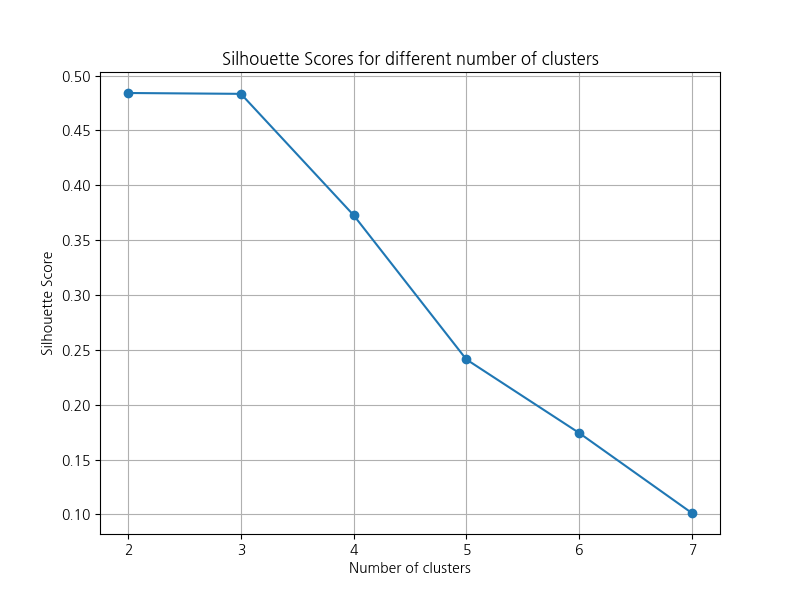 Silhouette Scores for different number of clusters
Silhouette Score
0.50
0.45
0.40
0.35
0.30
0.25
0.20
0.15
0.10
2 3 4 5 6 7
Number of clusters